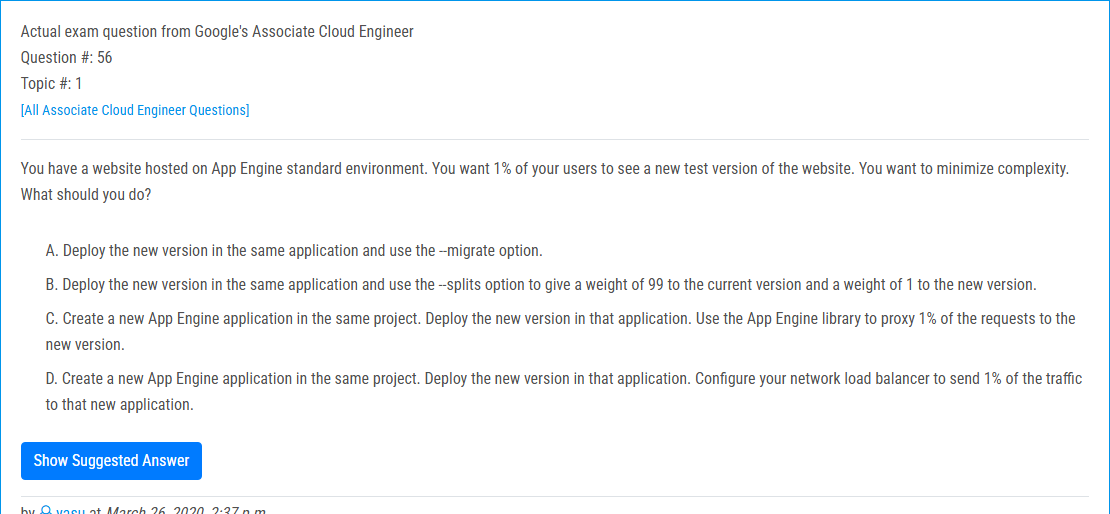 Actual exam question from Google's Associate Cloud Engineer
Question #: 56
Topic #: 1
[All Associate Cloud Engineer Questions]
You have a website hosted on App Engine standard environment. You want 1% of your users to see a new test version of the website. You want to minimize complexity.
What should you do?
A. Deploy the new version in the same application and use the --migrate option.
B. Deploy the new version in the same application and use the --splits option to give a weight of 99 to the current version and a weight of 1 to the new version.
C. Create a new App Engine application in the same project. Deploy the new version in that application. Use the App Engine library to proxy 1% of the requests to the
new version.
D. Create a new App Engine application in the same project. Deploy the new version in that application. Configure your network load balancer to send 1% of the traffic
to that new application.
Show Suggested Answer
by vasu at March 26, 2020, 2:37 p.m.